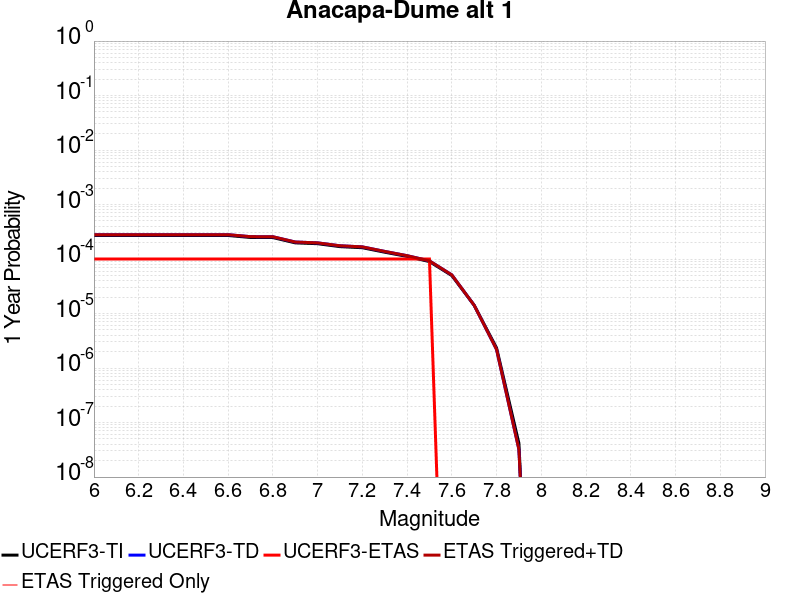 Anacapa-Dume alt 1
1 Year Probability
10^0
10^-1
10^-2
10^-3
10^-4
10^-5
10^-6
10^-7
10^-8
6 6.2 6.4 6.6 6.8 7 7.2 7.4 7.6 7.8 8 8.2 8.4 8.6 8.8 9
Magnitude
UCERF3-TI UCERF3-TD UCERF3-ETAS ETAS Triggered+TD
ETAS Triggered Only